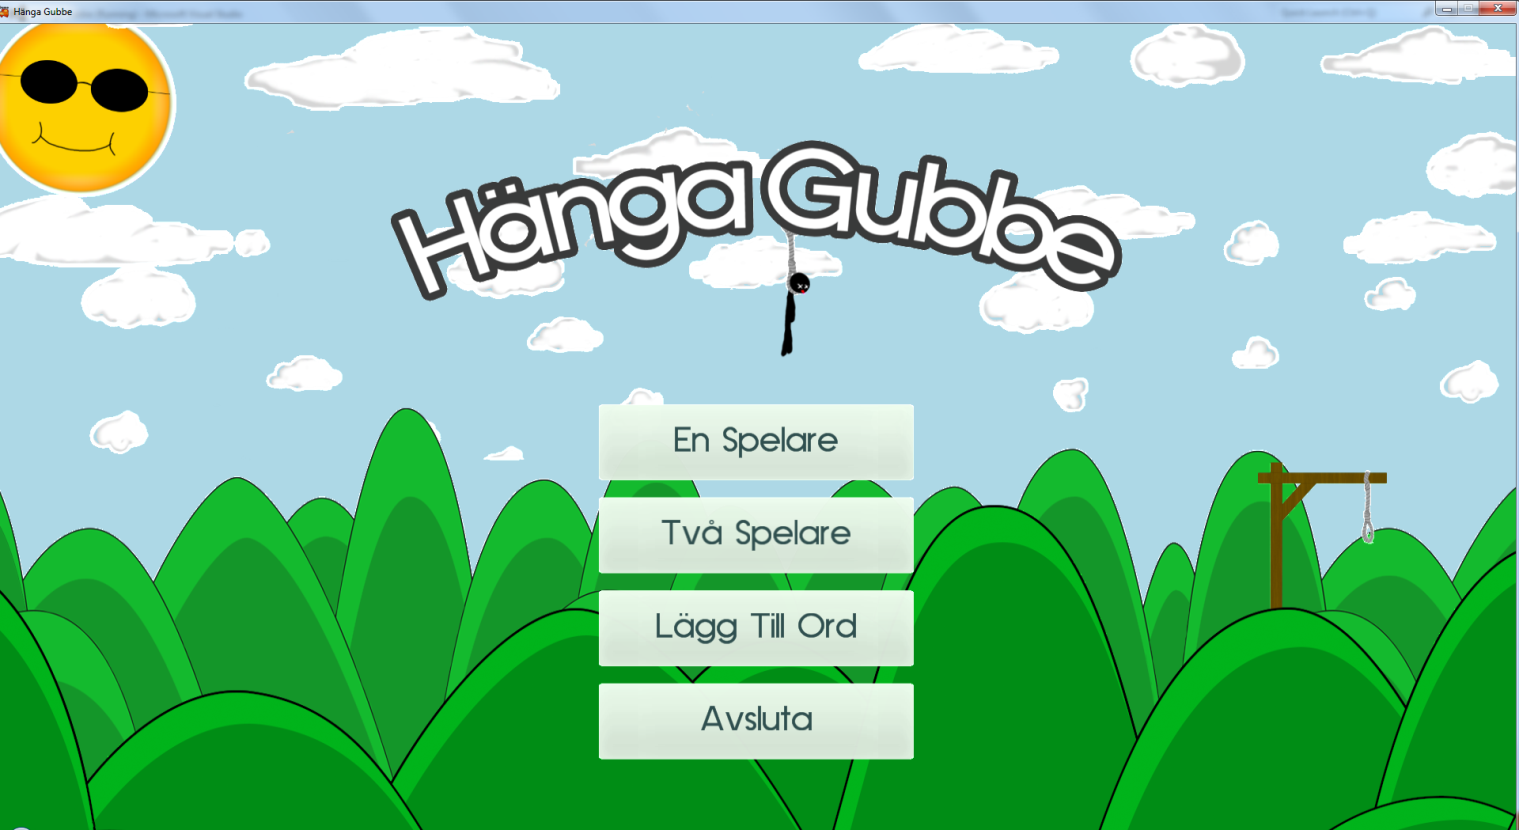 Hänga Gubbe
Hänga Gubbe
En Spelare
Två Spelare
Lägg Till Ord
Avsluta